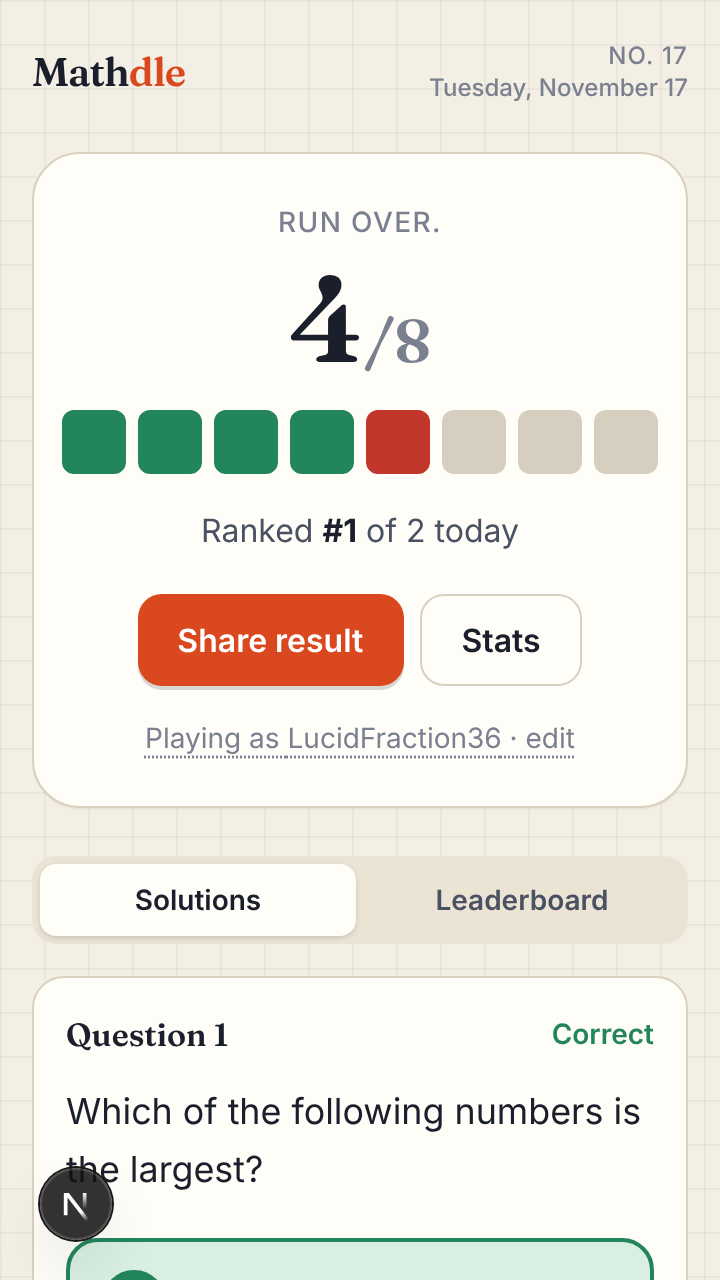 Mathdle
NO. 17
Tuesday, November 17
RUN OVER.
4/8
Ranked #1 of 2 today
Share result
Stats
Playing as LucidFraction36 · edit
Solutions
Leaderboard
Question 1
Correct
Which of the following numbers is
the largest?
N